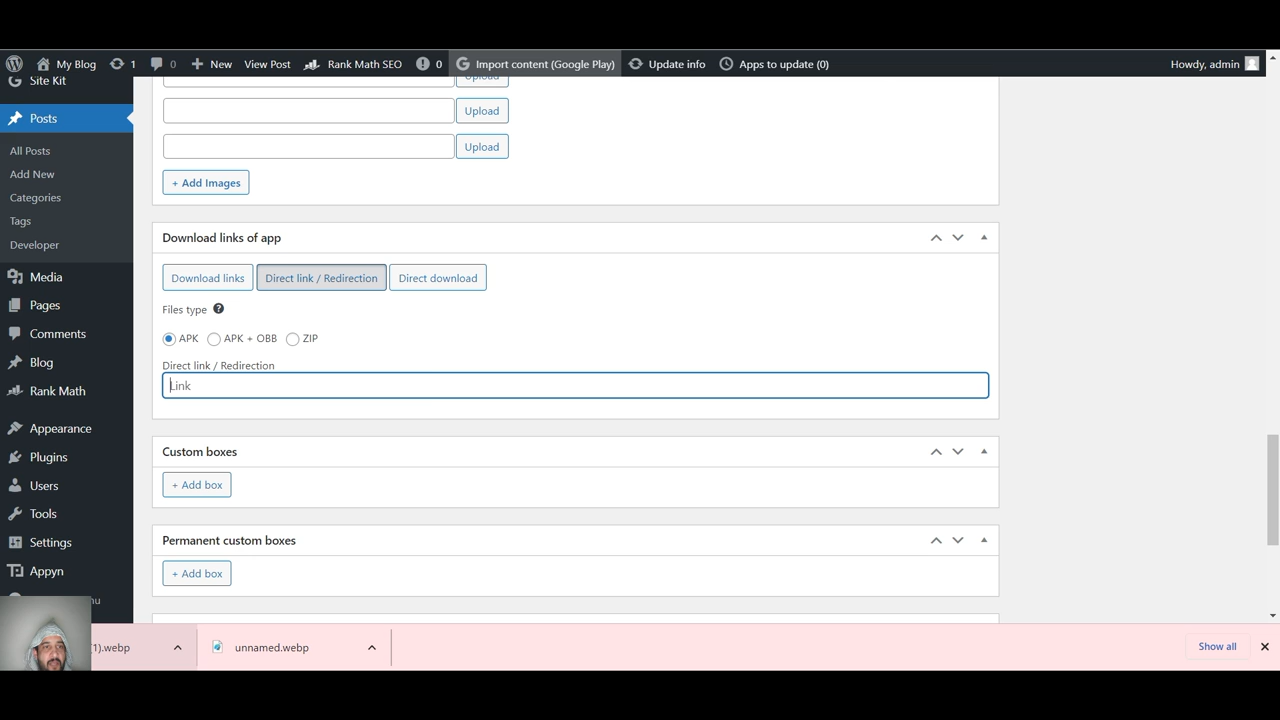 My Blog 1 0 New View Post Rank Math SEO 0 Import content (Google Play) Update info Apps to update (0) Howdy, admin
Site Kit
Posts
All Posts
Add New
Categories
Tags
Developer
Media
Pages
Comments
Blog
Rank Math
Appearance
Plugins
Users
Tools
Settings
Appyn
nu
Upload
Upload
Upload
+ Add Images
Download links of app
Download links Direct link / Redirection Direct download
Files type ?
APK APK + OBB ZIP
Direct link / Redirection
Link
Custom boxes
+ Add box
Permanent custom boxes
+ Add box
(1).webp unnamed.webp Show all